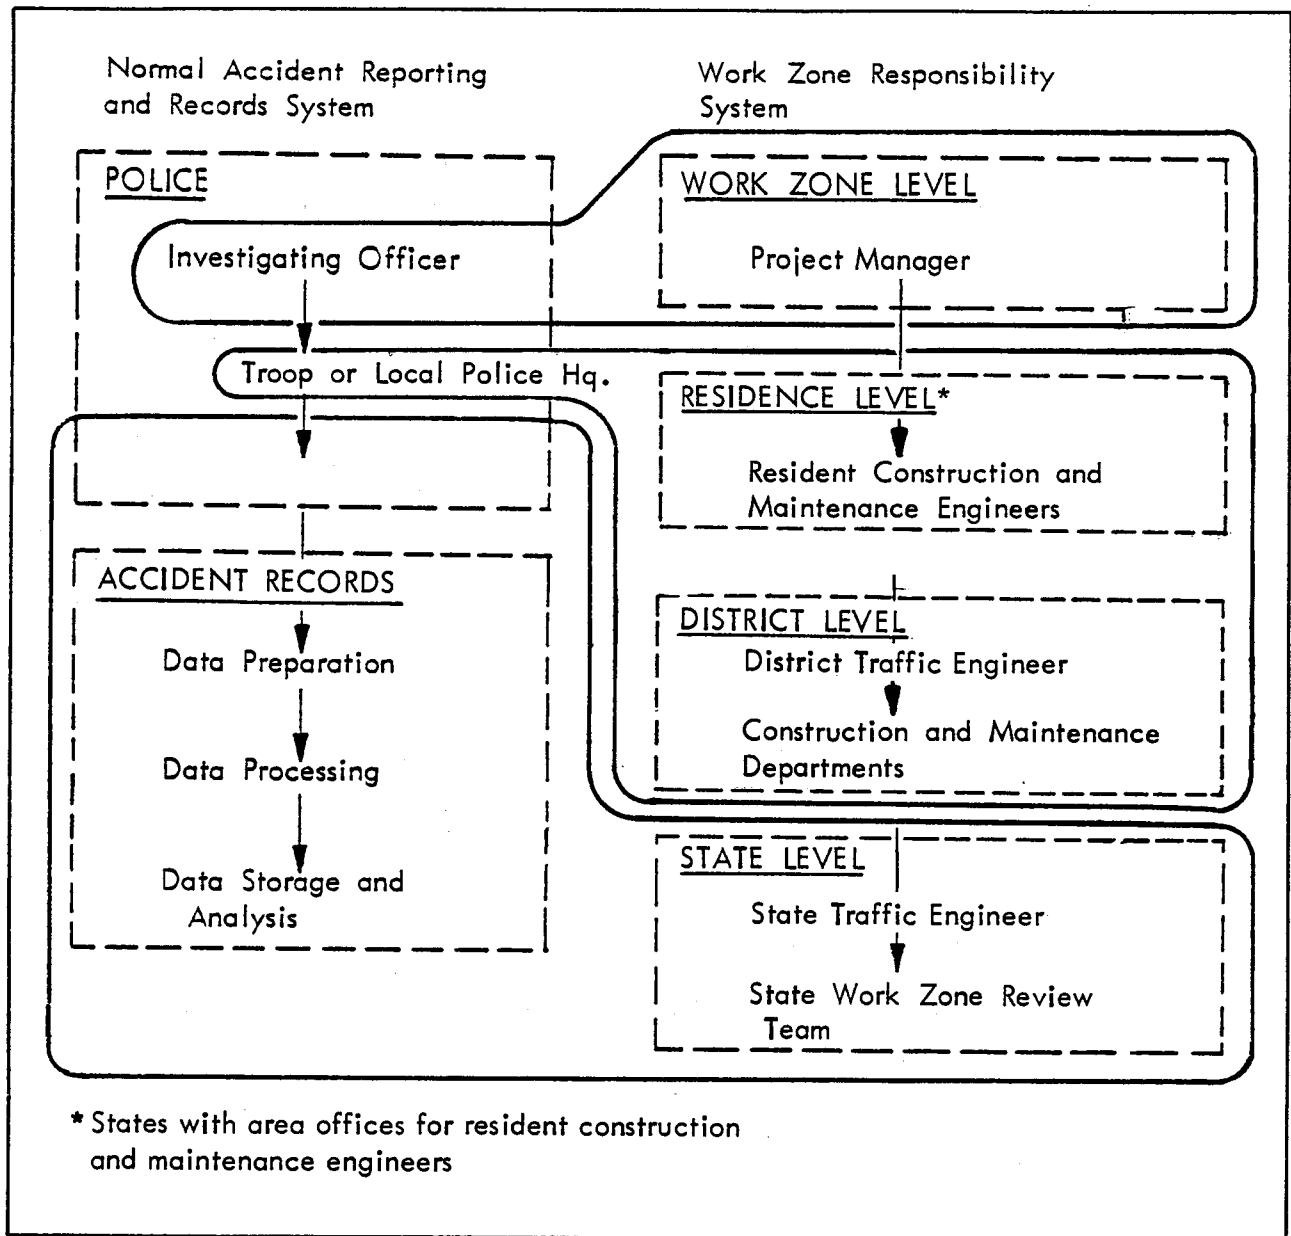 Normal Accident Reporting
and Records System
Work Zone Responsibility
System
POLICE
Investigating Officer
Troop or Local Police Hq.
ACCIDENT RECORDS
Data Preparation
Data Processing
Data Storage and
Analysis
WORK ZONE LEVEL
Project Manager
RESIDENCE LEVEL*
Resident Construction and
Maintenance Engineers
DISTRICT LEVEL
District Traffic Engineer
Construction and Maintenance
Departments
STATE LEVEL
State Traffic Engineer
State Work Zone Review
Team
* States with area offices for resident construction
and maintenance engineers